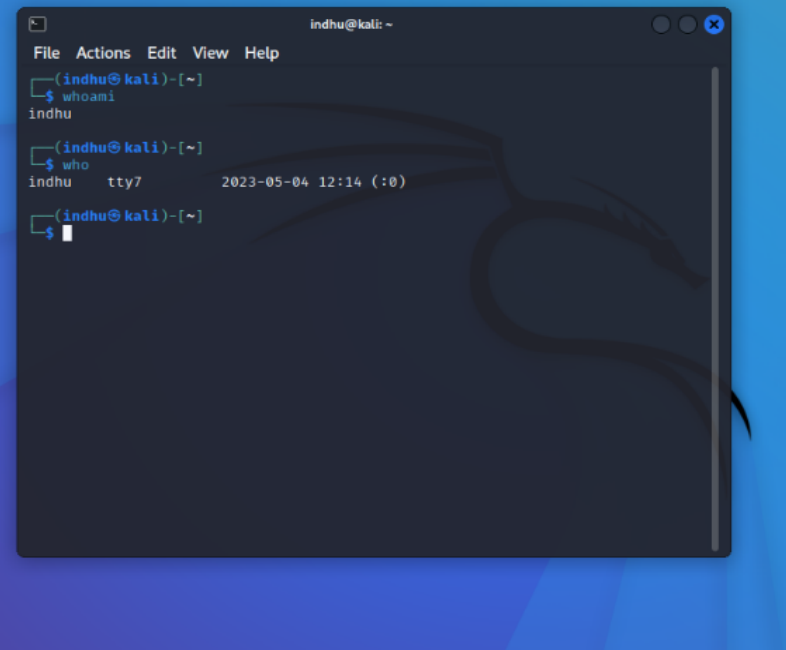 indhu@kali: ~
File Actions Edit View Help
┌──(indhu㉿kali)-[~]
└─$ whoami
indhu
┌──(indhu㉿kali)-[~]
└─$ who
indhu    tty7         2023-05-04 12:14 (:0)
┌──(indhu㉿kali)-[~]
└─$